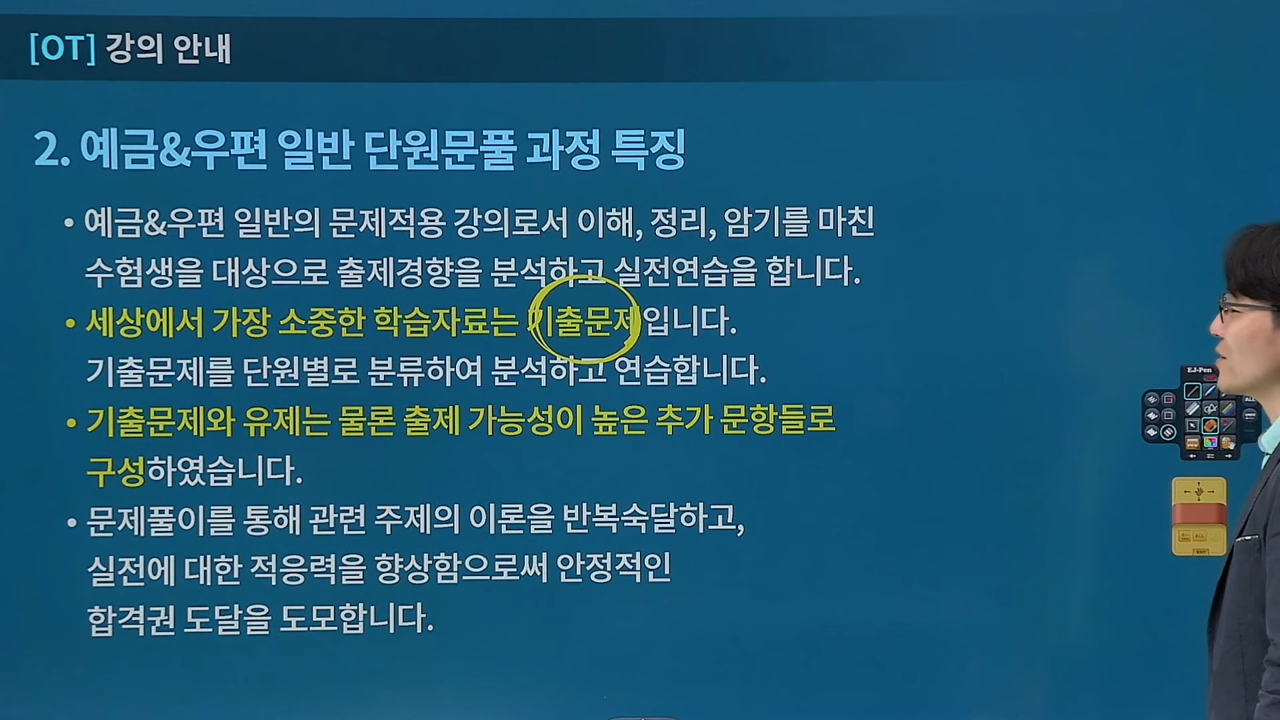 [OT] 강의 안내
2. 예금&우편 일반 단원문풀 과정 특징
• 예금&우편 일반의 문제적용 강의로서 이해, 정리, 암기를 마친
수험생을 대상으로 출제경향을 분석하고 실전연습을 합니다.
• 세상에서 가장 소중한 학습자료는 기출문제입니다.
기출문제를 단원별로 분류하여 분석하고 연습합니다.
• 기출문제와 유제는 물론 출제 가능성이 높은 추가 문항들로
구성하였습니다.
• 문제풀이를 통해 관련 주제의 이론을 반복숙달하고,
실전에 대한 적응력을 향상함으로써 안정적인
합격권 도달을 도모합니다.
EJ-Pen